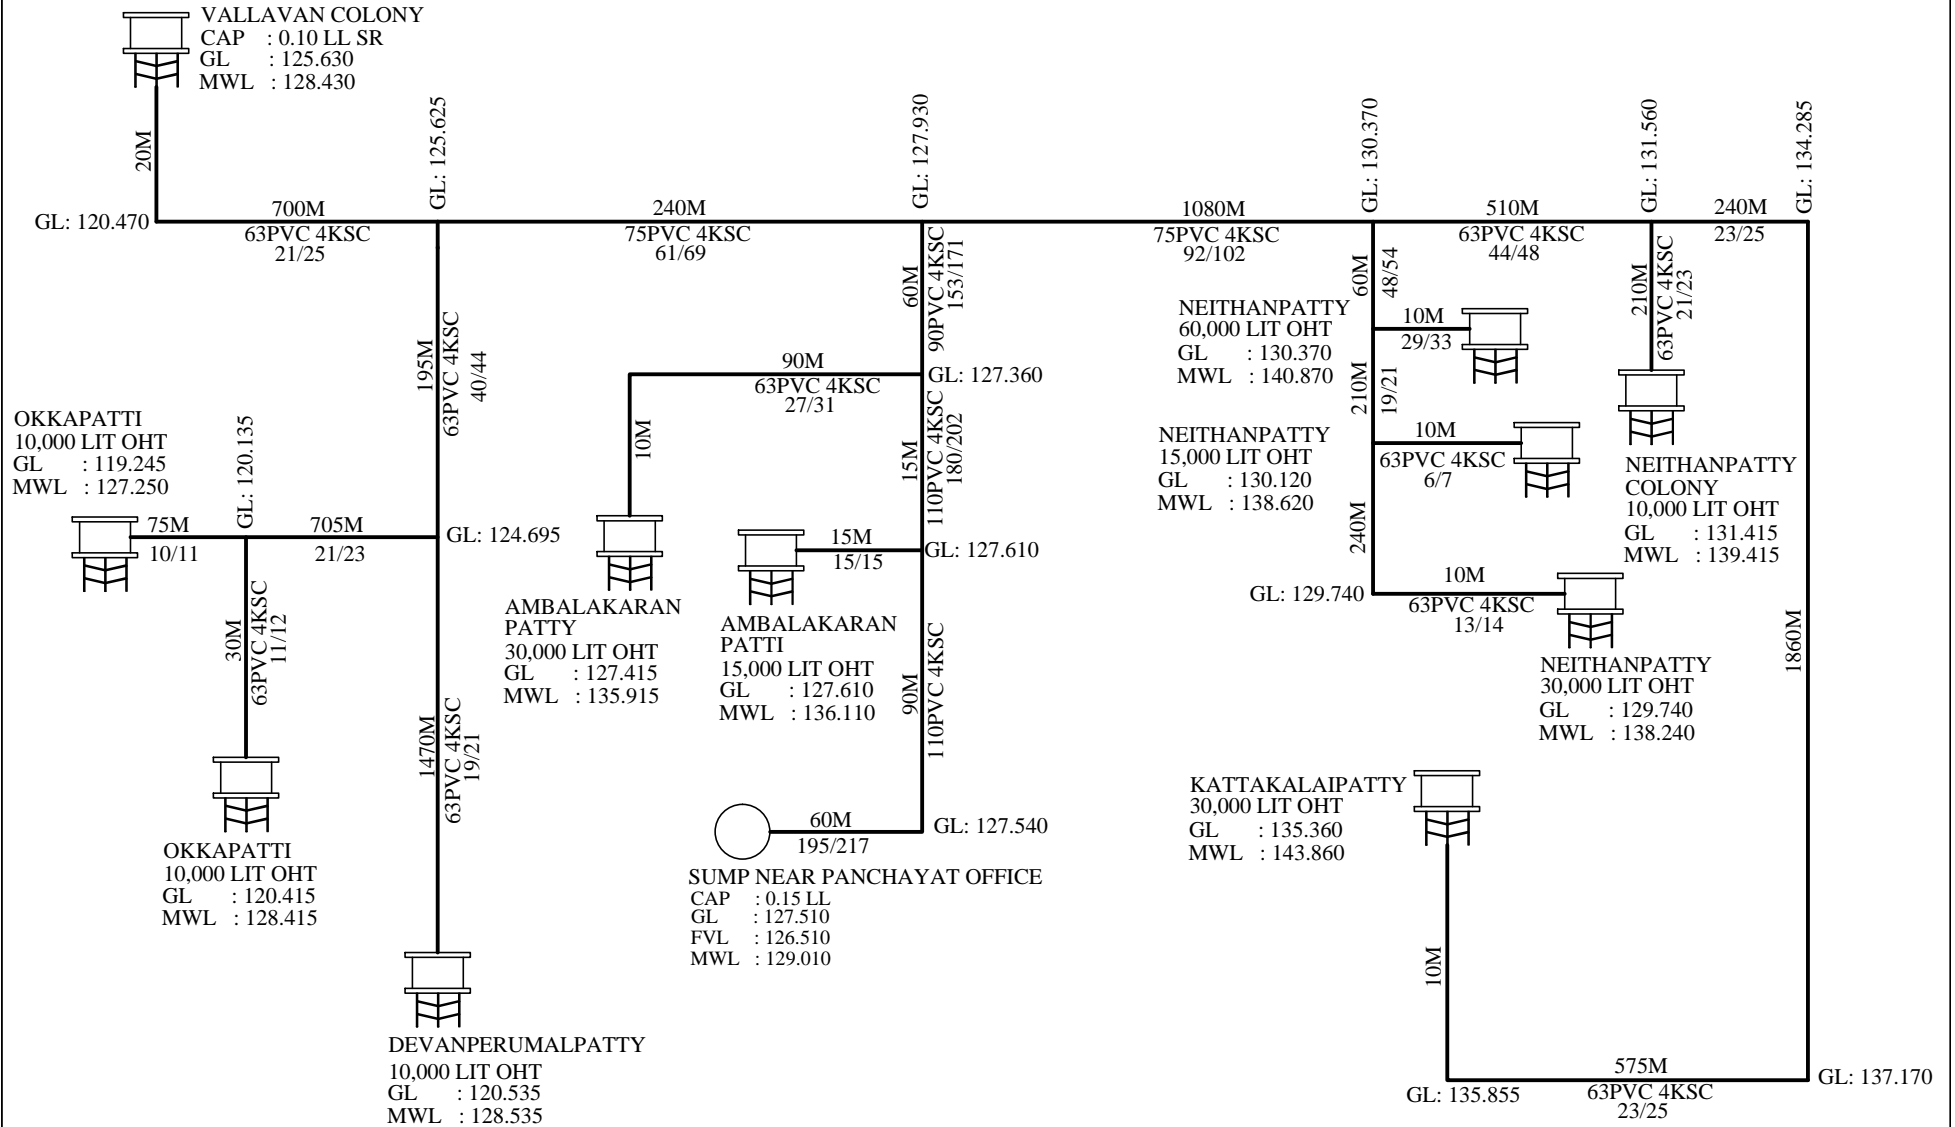 VALLAVAN COLONY
CAP : 0.10 LL SR
GL : 125.630
MWL : 128.430
20M
GL: 120.470
700M
63PVC 4KSC
21/25
GL: 125.625
240M
75PVC 4KSC
61/69
GL: 127.930
1080M
75PVC 4KSC
92/102
GL: 130.370
510M
63PVC 4KSC
44/48
GL: 131.560
240M
23/25
GL: 134.285
195M
63PVC 4KSC
40/44
60M
90PVC 4KSC
153/171
60M
48/54
210M
63PVC 4KSC
21/23
NEITHANPATTY
60,000 LIT OHT
GL : 130.370
MWL : 140.870
10M
29/33
90M
63PVC 4KSC
27/31
GL: 127.360
10M
15M
110PVC 4KSC
180/202
210M
19/21
OKKAPATTI
10,000 LIT OHT
GL : 119.245
MWL : 127.250
GL: 120.135
75M
10/11
705M
21/23
GL: 124.695
NEITHANPATTY
15,000 LIT OHT
GL : 130.120
MWL : 138.620
10M
63PVC 4KSC
6/7
NEITHANPATTY
COLONY
10,000 LIT OHT
GL : 131.415
MWL : 139.415
15M
15/15
GL: 127.610
240M
GL: 129.740
10M
63PVC 4KSC
13/14
30M
63PVC 4KSC
11/12
AMBALAKARAN
PATTY
30,000 LIT OHT
GL : 127.415
MWL : 135.915
AMBALAKARAN
PATTI
15,000 LIT OHT
GL : 127.610
MWL : 136.110
90M
110PVC 4KSC
NEITHANPATTY
30,000 LIT OHT
GL : 129.740
MWL : 138.240
1860M
1470M
63PVC 4KSC
19/21
KATTAKALAIPATTY
30,000 LIT OHT
GL : 135.360
MWL : 143.860
60M
195/217
GL: 127.540
OKKAPATTI
10,000 LIT OHT
GL : 120.415
MWL : 128.415
SUMP NEAR PANCHAYAT OFFICE
CAP : 0.15 LL
GL : 127.510
FVL : 126.510
MWL : 129.010
10M
DEVANPERUMALPATTY
10,000 LIT OHT
GL : 120.535
MWL : 128.535
GL: 135.855
575M
63PVC 4KSC
23/25
GL: 137.170